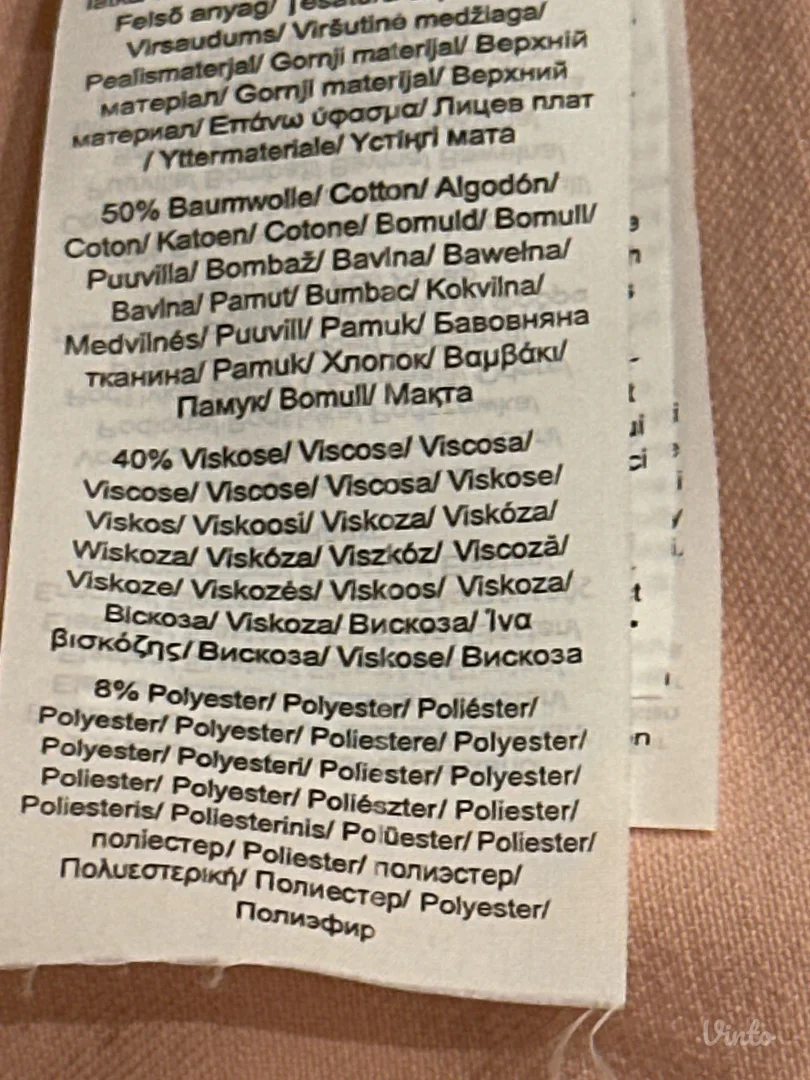 Felső anyag/
Virsaudums/ Viršutinė medžiaga/
Pealismaterjal/ Gornji materijal/ Верхній
матеріал/ Gornji materijal/ Верхний
материал/ Επάνω ύφασμα/ Лицев плат
/ Yttermateriale/ Үстіңгі мата
50% Baumwolle/ Cotton/ Algodón/
Coton/ Katoen/ Cotone/ Bomuld/ Bomull/
Puuvilla/ Bombaž/ Bavlna/ Bawełna/
Bavlna/ Pamut/ Bumbac/ Kokvilna/
Medvilnés/ Puuvill/ Pamuk/ Бавовняна
тканина/ Pamuk/ Хлопок/ Βαμβάκι/
Памук/ Bomull/ Мақта
40% Viskose/ Viscose/ Viscosa/
Viscose/ Viscose/ Viscosa/ Viskose/
Viskos/ Viskoosi/ Viskoza/ Viskóza/
Wiskoza/ Viskóza/ Viszkóz/ Viscoză/
Viskoze/ Viskozés/ Viskoos/ Viskoza/
Віскоза/ Viskoza/ Вискоза/ Ίνα
βισκόζης/ Вискоза/ Viskose/ Вискоза
8% Polyester/ Polyester/ Poliéster/
Polyester/ Polyester/ Poliestere/ Polyester/
Polyester/ Polyesteri/ Poliester/ Polyester/
Poliester/ Polyester/ Poliészter/ Poliester/
Poliesteris/ Poliesterinis/ Polüester/ Poliester/
поліестер/ Poliester/ полиэстер/
Πολυεστερική/ Полиестер/ Polyester/
Полиэфир
Vinto